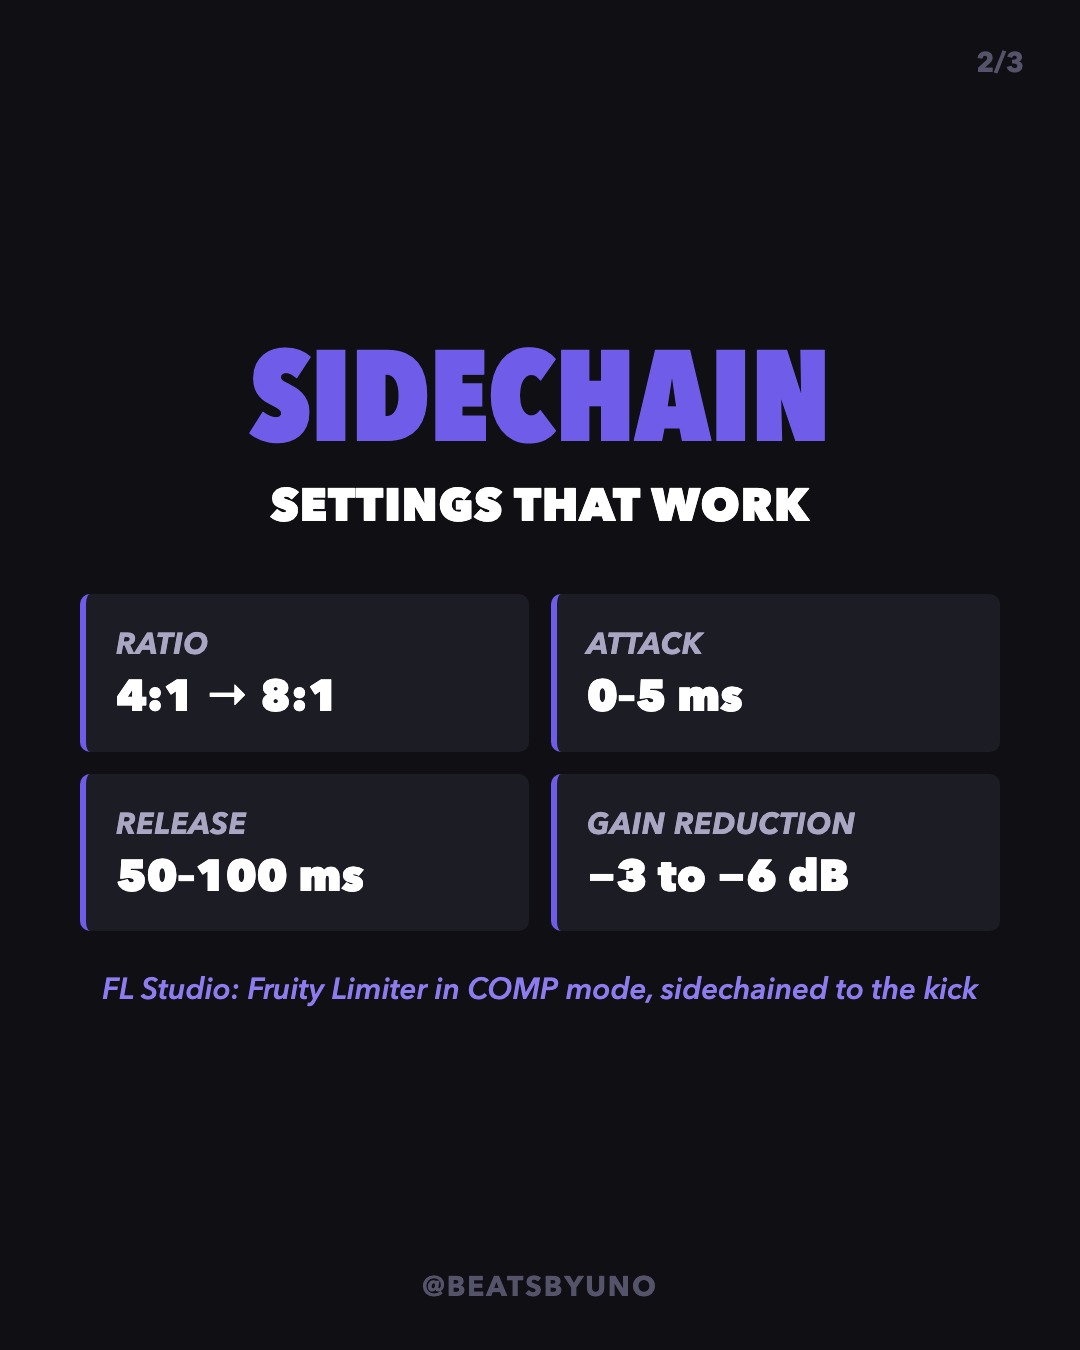 2/3
SIDECHAIN
SETTINGS THAT WORK
RATIO
4:1 → 8:1
ATTACK
0–5 ms
RELEASE
50–100 ms
GAIN REDUCTION
−3 to −6 dB
FL Studio: Fruity Limiter in COMP mode, sidechained to the kick
@BEATSBYUNO